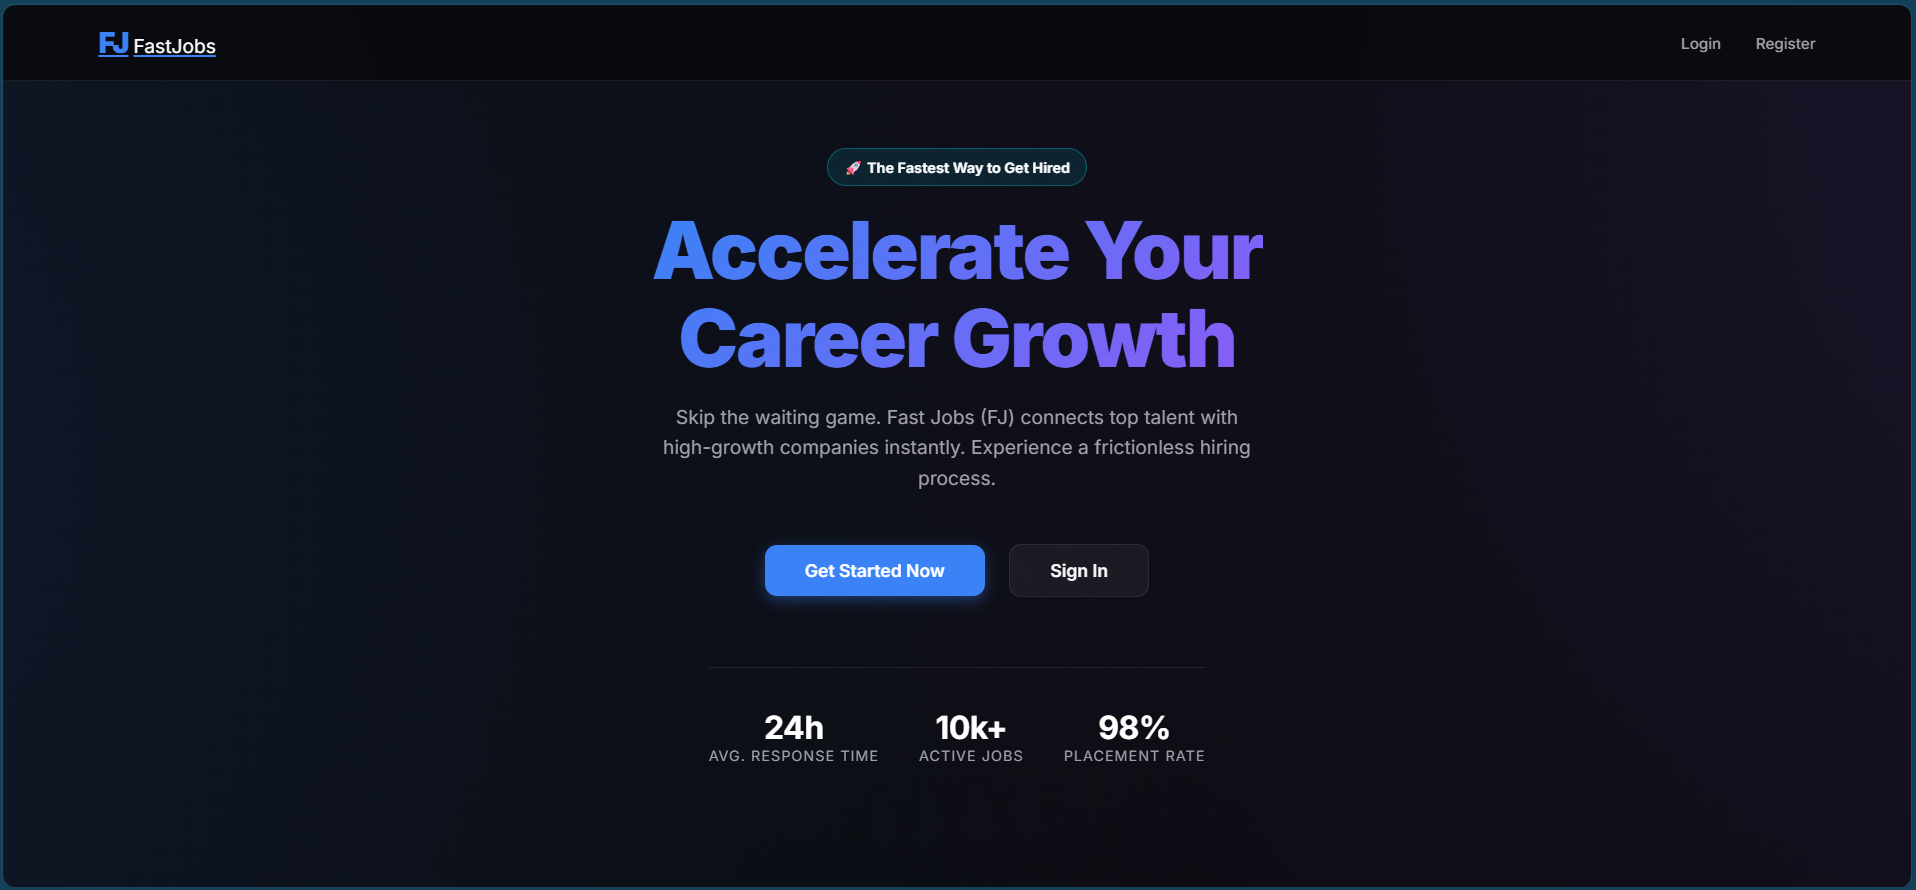 FJ FastJobs
Login
Register
🚀 The Fastest Way to Get Hired
Accelerate Your
Career Growth
Skip the waiting game. Fast Jobs (FJ) connects top talent with
high-growth companies instantly. Experience a frictionless hiring
process.
Get Started Now
Sign In
24h
AVG. RESPONSE TIME
10k+
ACTIVE JOBS
98%
PLACEMENT RATE